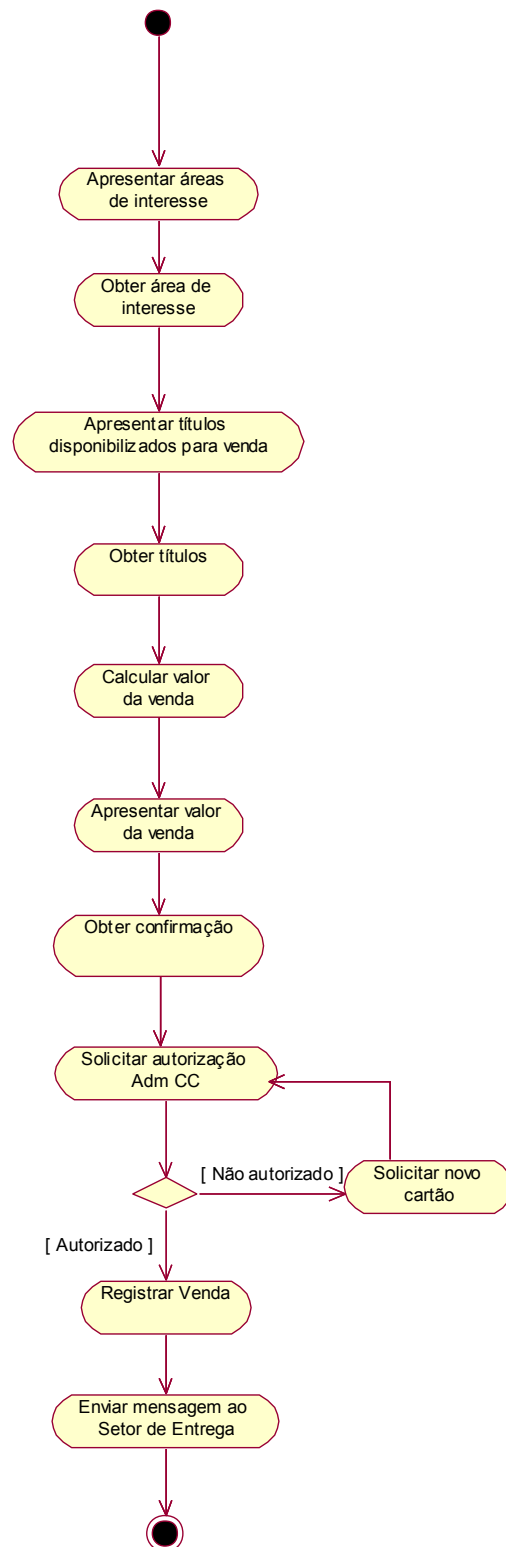 Apresentar áreas
de interesse
Obter área de
interesse
Apresentar títulos
disponibilizados para venda
Obter títulos
Calcular valor
da venda
Apresentar valor
da venda
Obter confirmação
Solicitar autorização
Adm CC
[ Não autorizado ]
Solicitar novo
cartão
[ Autorizado ]
Registrar Venda
Enviar mensagem ao
Setor de Entrega